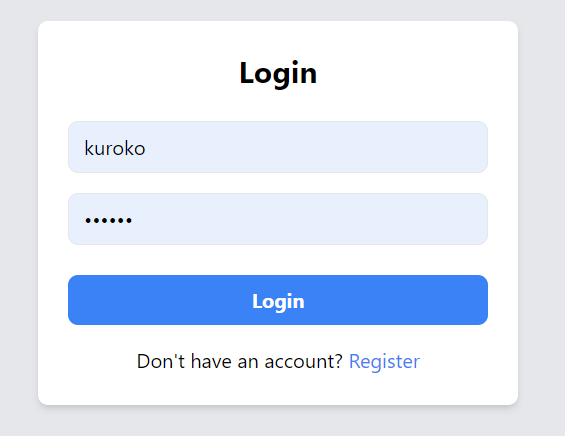 Login
kuroko
••••••
Login
Don't have an account? Register